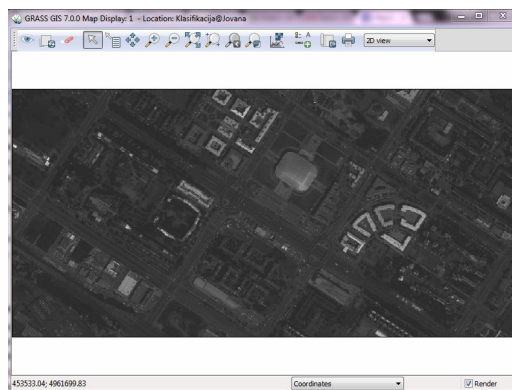 GRASS GIS 7.0.0 Map Display: 1 - Location: Klasifikacija@Jovana
2D view
453533.04; 4961699.83
Coordinates
Render